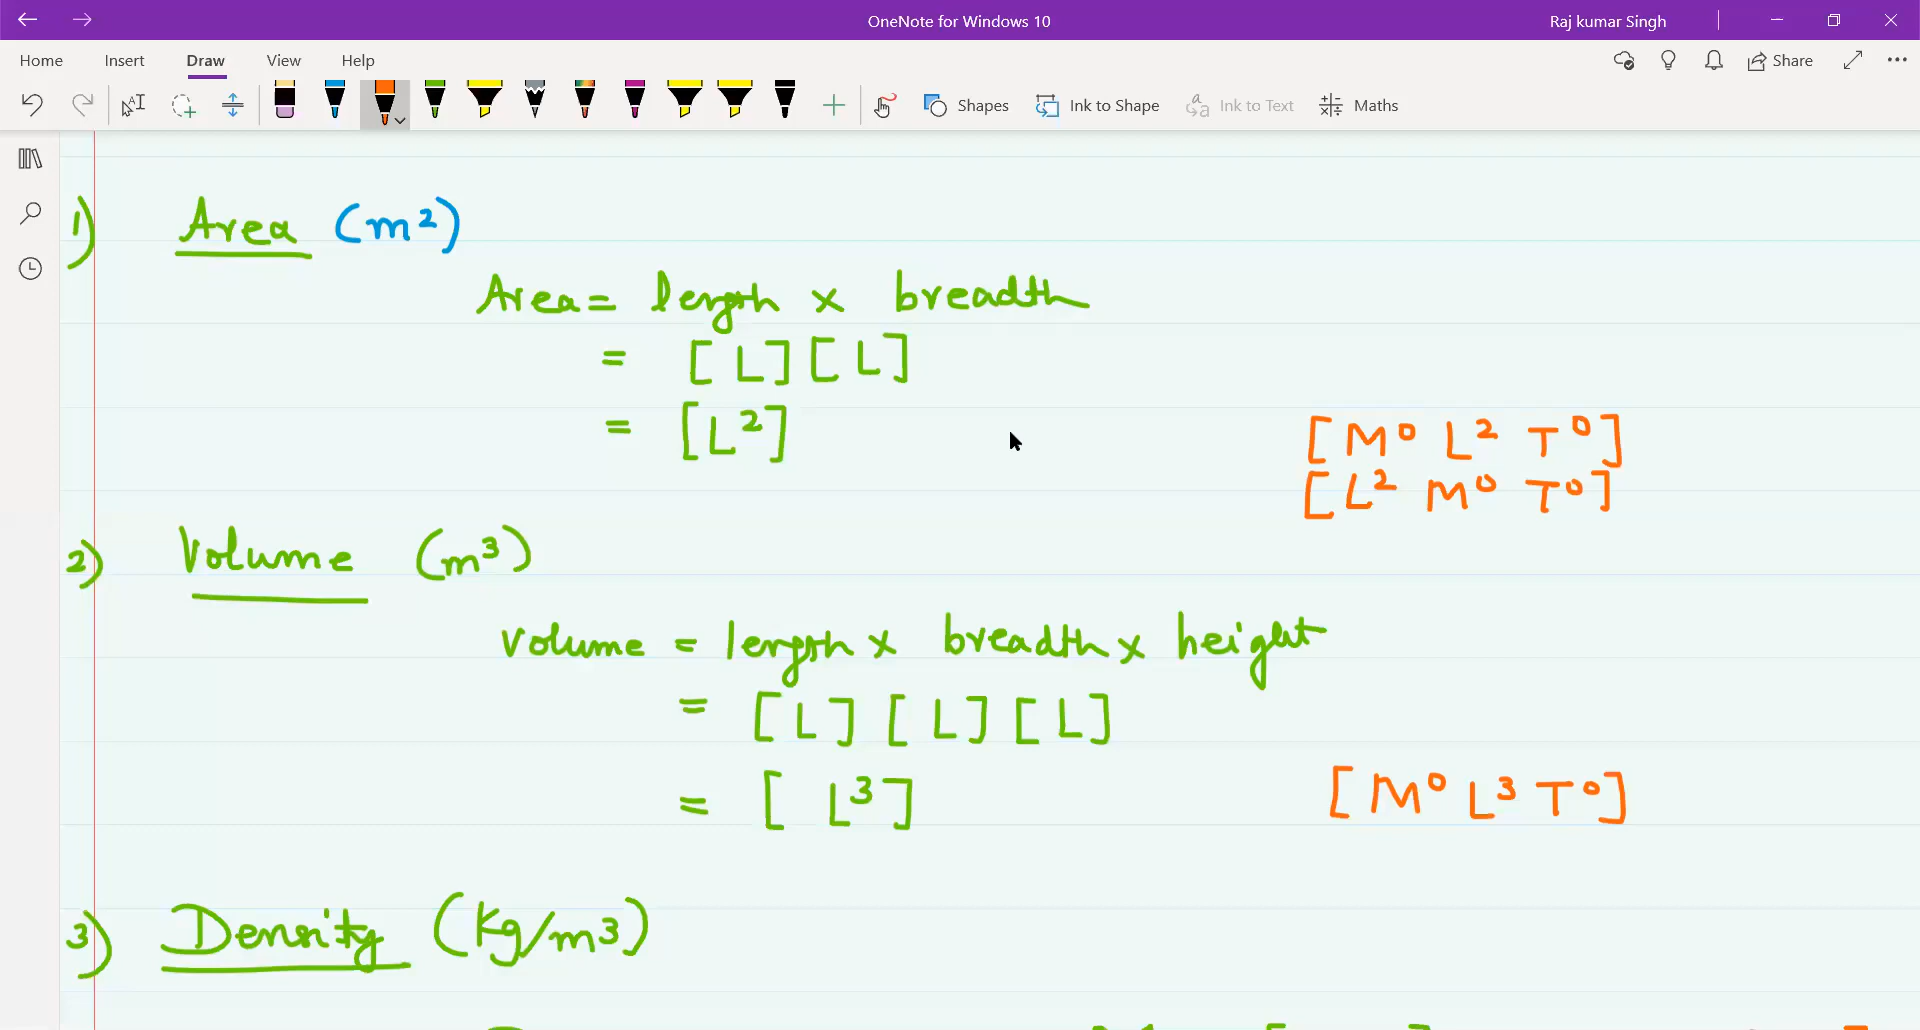 OneNote for Windows 10
Raj kumar Singh
Home Insert Draw View Help
Share
Shapes Ink to Shape Ink to Text Maths
1) Area (m²)
Area = length x breadth
= [L][L]
= [L²]
[M⁰ L² T⁰]
[L² M⁰ T⁰]
2) Volume (m³)
Volume = length x breadth x height
= [L] [L] [L]
= [L³]
[M⁰ L³ T⁰]
3) Density (Kg/m³)